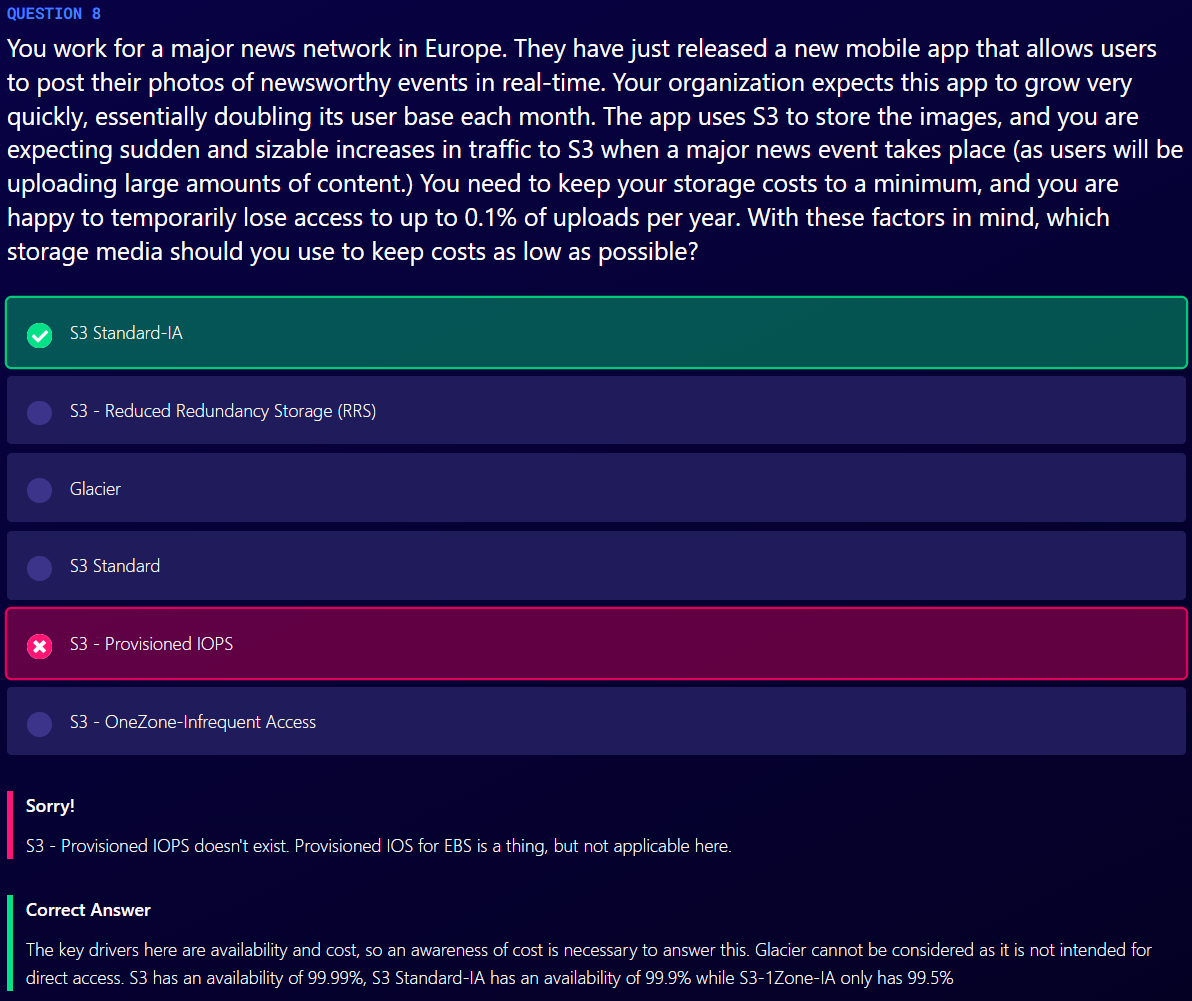 QUESTION 8
You work for a major news network in Europe. They have just released a new mobile app that allows users
to post their photos of newsworthy events in real-time. Your organization expects this app to grow very
quickly, essentially doubling its user base each month. The app uses S3 to store the images, and you are
expecting sudden and sizable increases in traffic to S3 when a major news event takes place (as users will be
uploading large amounts of content.) You need to keep your storage costs to a minimum, and you are
happy to temporarily lose access to up to 0.1% of uploads per year. With these factors in mind, which
storage media should you use to keep costs as low as possible?
S3 Standard-IA
S3 - Reduced Redundancy Storage (RRS)
Glacier
S3 Standard
S3 - Provisioned IOPS
S3 - OneZone-Infrequent Access
Sorry!
S3 - Provisioned IOPS doesn't exist. Provisioned IOS for EBS is a thing, but not applicable here.
Correct Answer
The key drivers here are availability and cost, so an awareness of cost is necessary to answer this. Glacier cannot be considered as it is not intended for
direct access. S3 has an availability of 99.99%, S3 Standard-IA has an availability of 99.9% while S3-1Zone-IA only has 99.5%